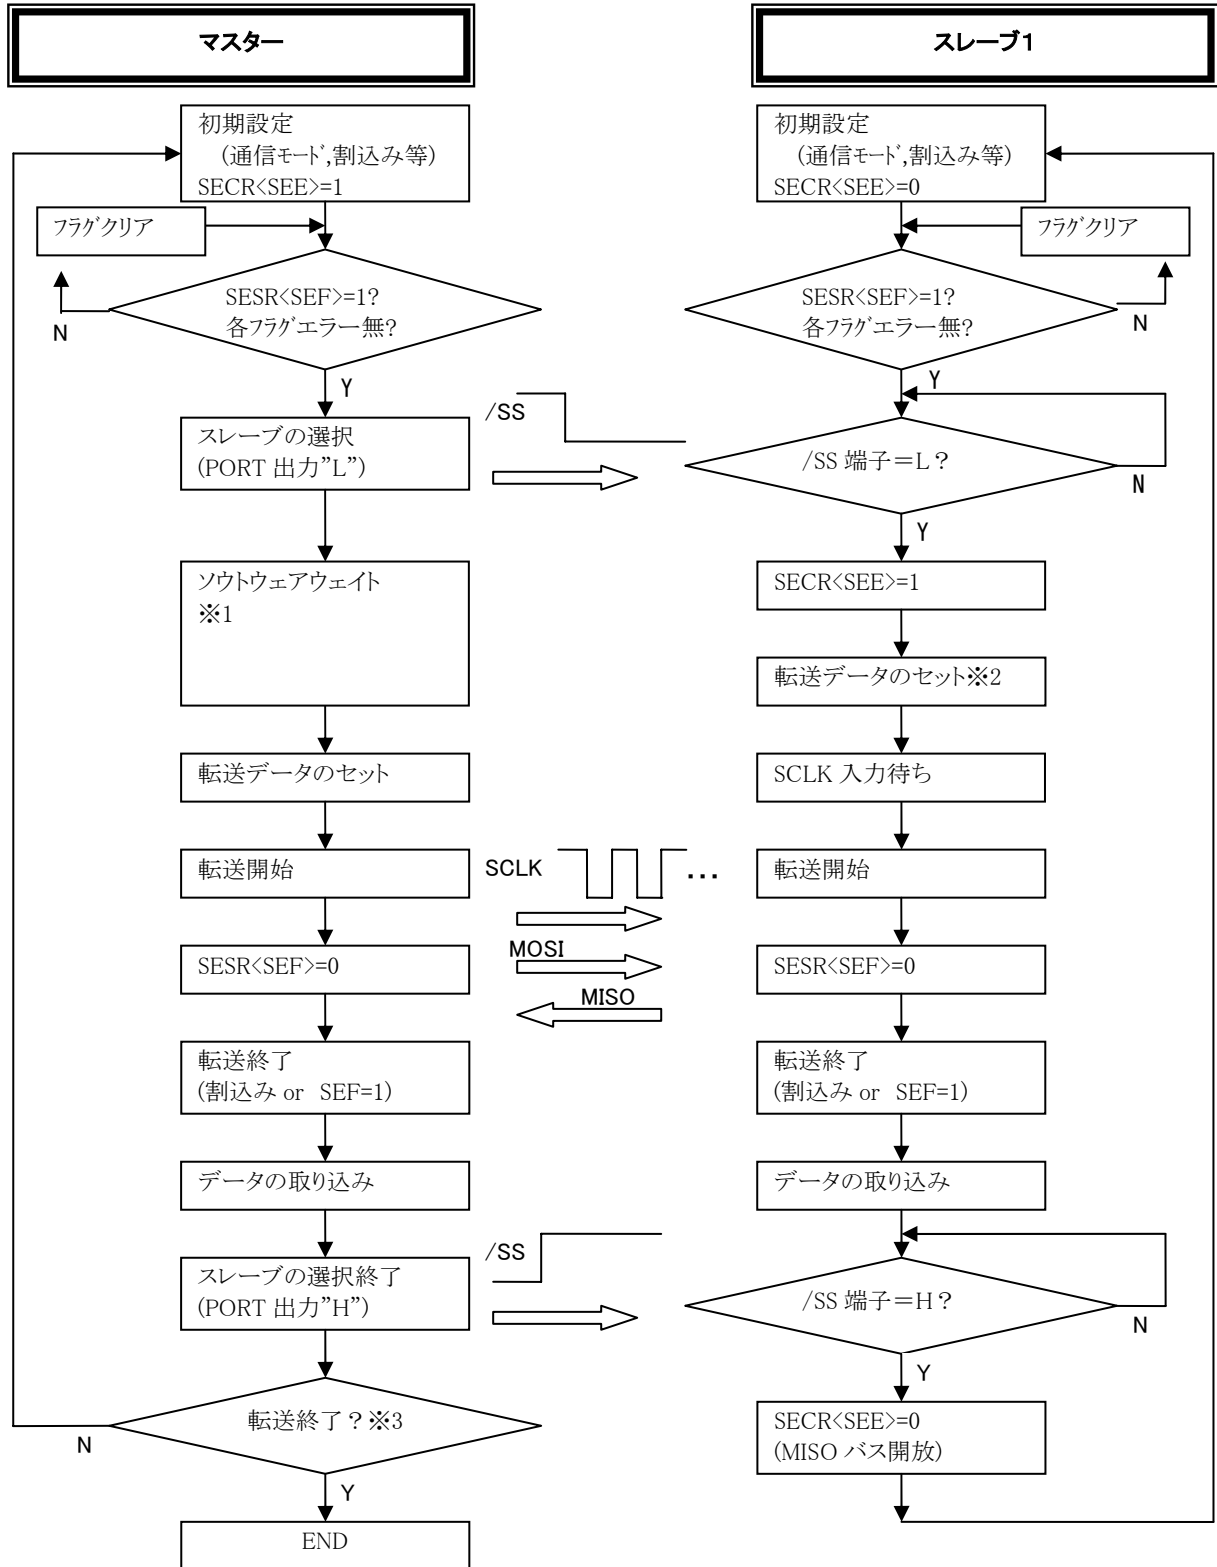 マスター
初期設定
(通信モード,割込み等)
SECR<SEE>=1
フラグクリア
SESR<SEF>=1?
各フラグエラー無?
N
Y
スレーブの選択
(PORT 出力”L”)
ソウトウェアウェイト
※1
転送データのセット
転送開始
SESR<SEF>=0
転送終了
(割込み or SEF=1)
データの取り込み
スレーブの選択終了
(PORT 出力”H”)
転送終了?※3
N
Y
END
/SS
SCLK
...
MOSI
MISO
/SS
スレーブ1
初期設定
(通信モード,割込み等)
SECR<SEE>=0
フラグクリア
SESR<SEF>=1?
各フラグエラー無?
N
Y
/SS 端子=L?
N
Y
SECR<SEE>=1
転送データのセット※2
SCLK 入力待ち
転送開始
SESR<SEF>=0
転送終了
(割込み or SEF=1)
データの取り込み
/SS 端子=H?
N
Y
SECR<SEE>=0
(MISO バス開放)